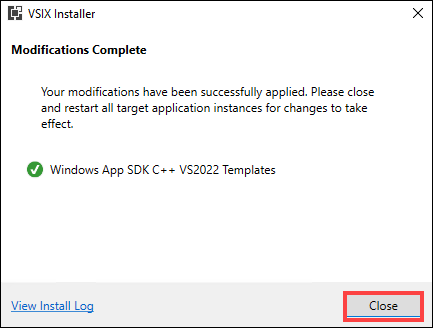 VSIX Installer
Modifications Complete
Your modifications have been successfully applied. Please close
and restart all target application instances for changes to take
effect.
Windows App SDK C++ VS2022 Templates
View Install Log
Close